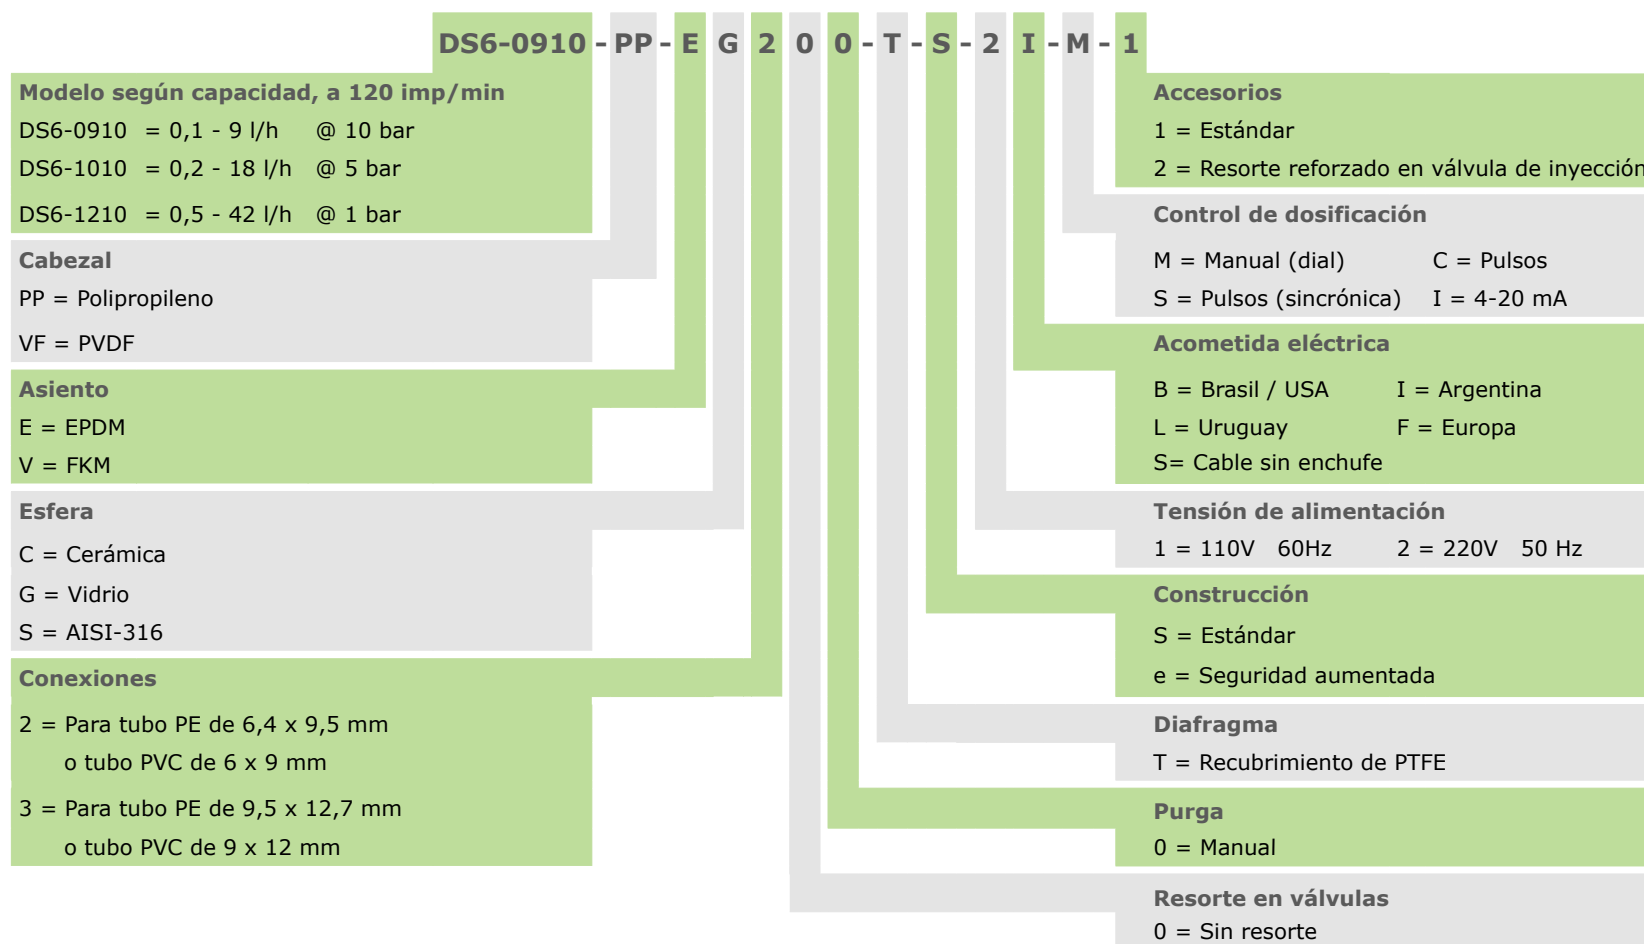 DS6-0910 - PP - E G 2 0 0 - T - S - 2 I - M - 1
Modelo según capacidad, a 120 imp/min
DS6-0910 = 0,1 - 9 l/h @ 10 bar
DS6-1010 = 0,2 - 18 l/h @ 5 bar
DS6-1210 = 0,5 - 42 l/h @ 1 bar
Cabezal
PP = Polipropileno
VF = PVDF
Asiento
E = EPDM
V = FKM
Esfera
C = Cerámica
G = Vidrio
S = AISI-316
Conexiones
2 = Para tubo PE de 6,4 x 9,5 mm
o tubo PVC de 6 x 9 mm
3 = Para tubo PE de 9,5 x 12,7 mm
o tubo PVC de 9 x 12 mm
Accesorios
1 = Estándar
2 = Resorte reforzado en válvula de inyección
Control de dosificación
M = Manual (dial) C = Pulsos
S = Pulsos (sincrónica) I = 4-20 mA
Acometida eléctrica
B = Brasil / USA I = Argentina
L = Uruguay F = Europa
S= Cable sin enchufe
Tensión de alimentación
1 = 110V 60Hz 2 = 220V 50 Hz
Construcción
S = Estándar
e = Seguridad aumentada
Diafragma
T = Recubrimiento de PTFE
Purga
0 = Manual
Resorte en válvulas
0 = Sin resorte